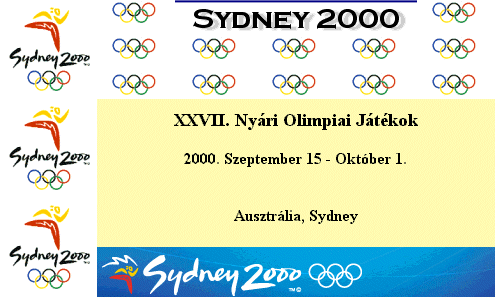 Sydney 2000
SYDNEY 2000
Sydney 2000
XXVII. Nyári Olimpiai Játékok
2000. Szeptember 15 - Október 1.
Sydney 2000
Ausztrália, Sydney
Sydney 2000